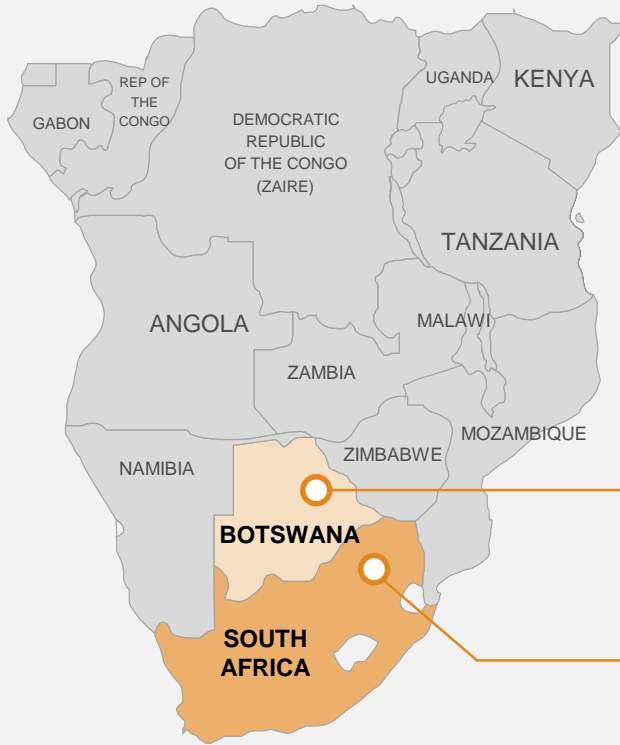 UGANDA
KENYA
REP OF
THE
CONGO
GABON
DEMOCRATIC
REPUBLIC
OF THE CONGO
(ZAIRE)
TANZANIA
ANGOLA
MALAWI
ZAMBIA
MOZAMBIQUE
ZIMBABWE
NAMIBIA
BOTSWANA
SOUTH
AFRICA